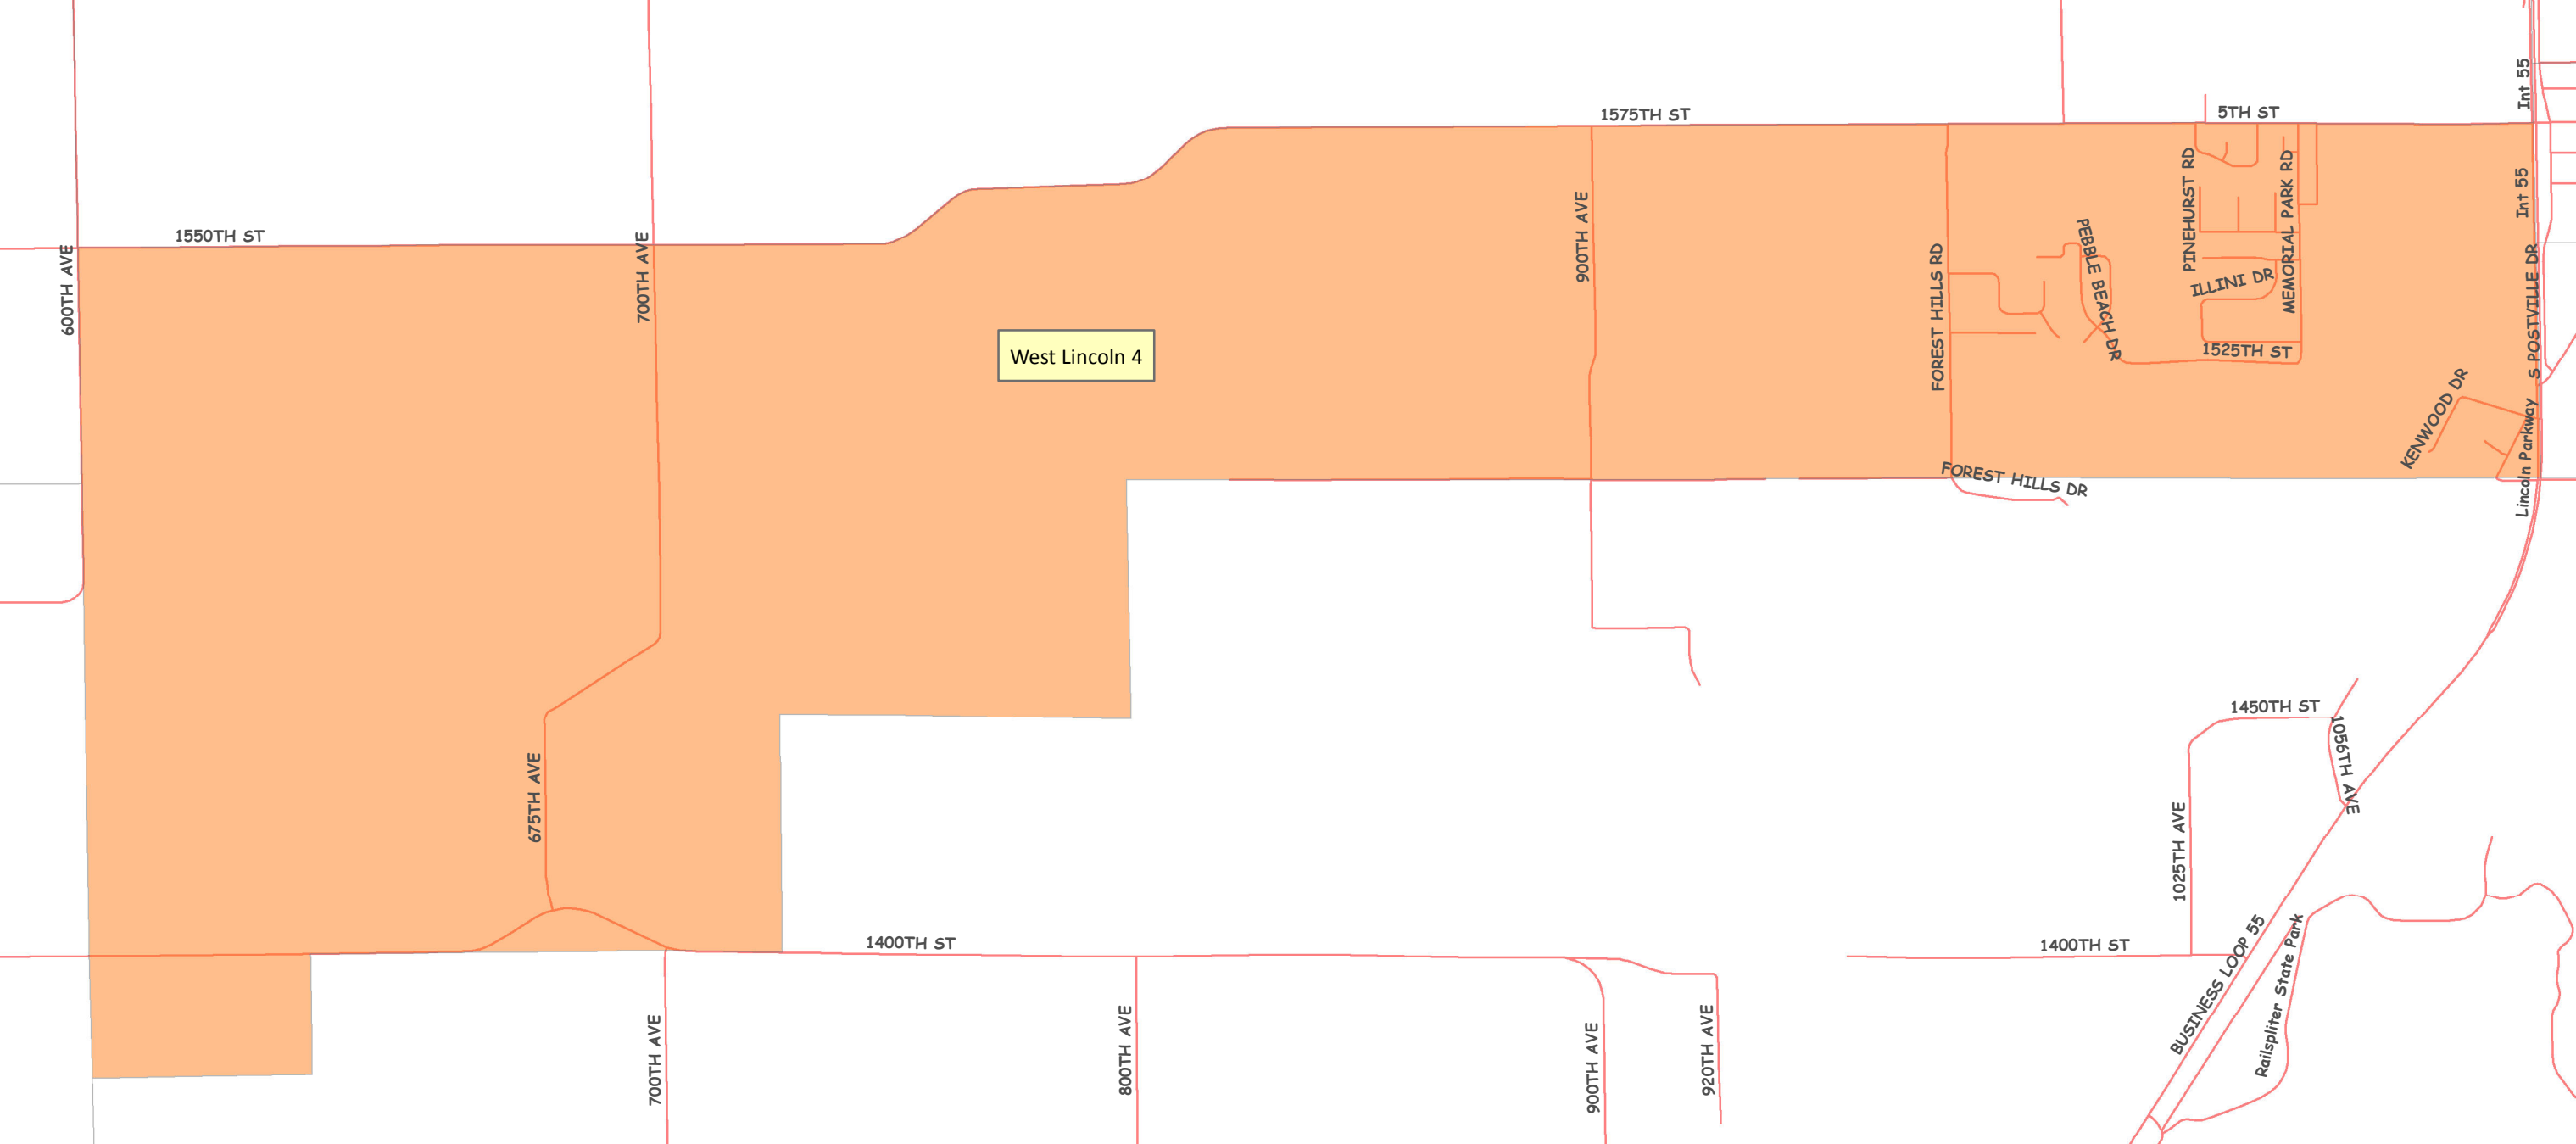 Int 55
5TH ST
1575TH ST
PINEHURST RD
MEMORIAL PARK RD
Int 55
1550TH ST
600TH AVE
700TH AVE
900TH AVE
FOREST HILLS RD
PEBBLE BEACH DR
ILLINI DR
S POSTVILLE DR
West Lincoln 4
1525TH ST
KENWOOD DR
Lincoln Parkway
FOREST HILLS DR
1450TH ST
1056TH AVE
675TH AVE
1025TH AVE
1400TH ST
1400TH ST
BUSINESS LOOP 55
Railspliter State Park
700TH AVE
800TH AVE
900TH AVE
920TH AVE